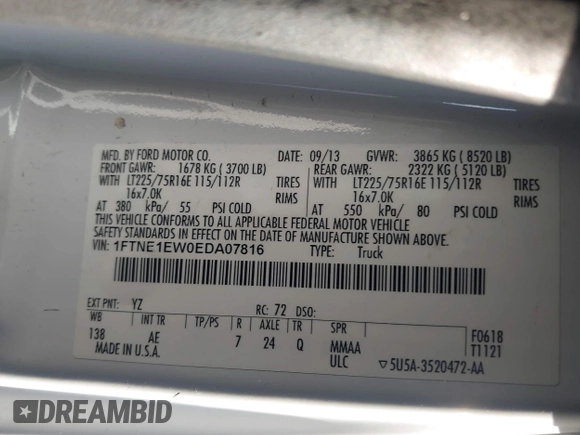 MFD. BY FORD MOTOR CO. DATE: 09/13 GVWR: 3865 KG ( 8520 LB)
FRONT GAWR: 1678 KG ( 3700 LB) REAR GAWR: 2322 KG ( 5120 LB)
WITH LT225/75R16E 115/112R TIRES WITH LT225/75R16E 115/112R TIRES
16x7.0K RIMS 16x7.0K RIMS
AT 380 kPa/ 55 PSI COLD AT 550 kPa/ 80 PSI COLD
THIS VEHICLE CONFORMS TO ALL APPLICABLE FEDERAL MOTOR VEHICLE
SAFETY STANDARDS IN EFFECT ON THE DATE OF MANUFACTURE SHOWN ABOVE.
VIN: 1FTNE1EW0EDA07816 TYPE: Truck
EXT PNT: YZ RC: 72 DSO:
WB INT TR TP/PS R AXLE TR SPR F0618
138 AE 7 24 Q MMAA T1121
MADE IN U.S.A. ULC ▽5U5A-3520472-AA
DREAMBID